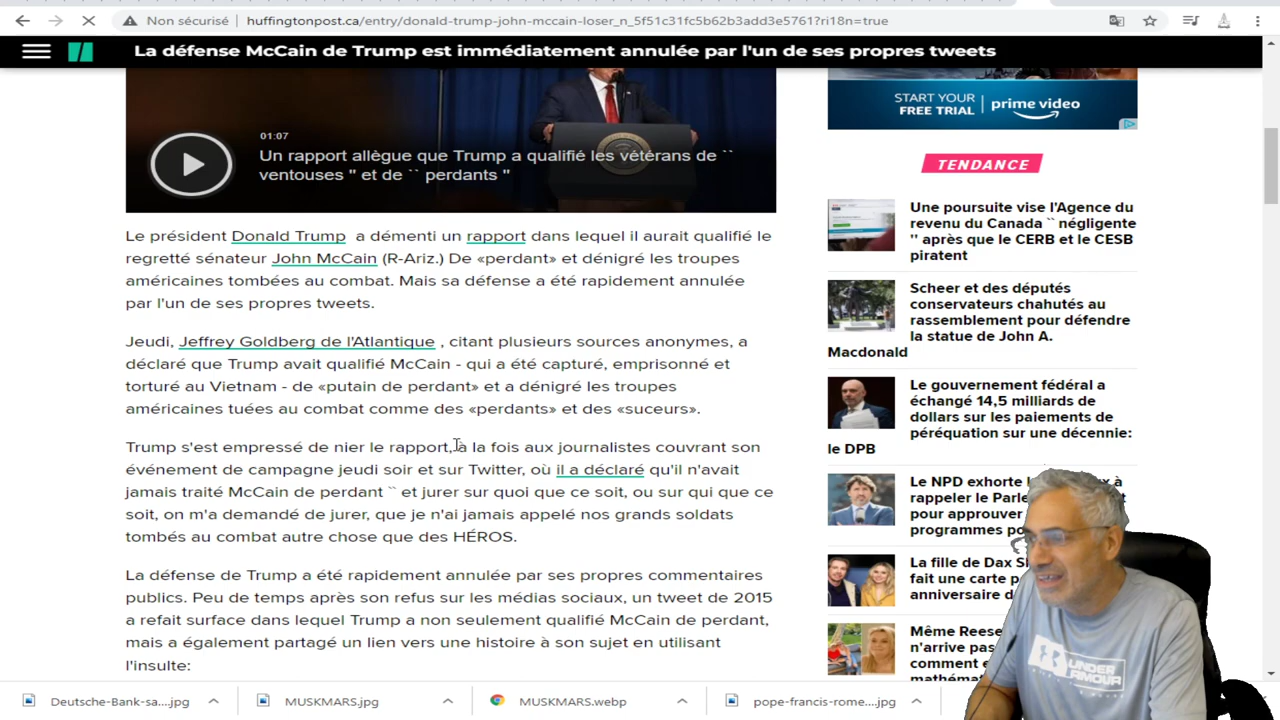 Non sécurisé
huffingtonpost.ca/entry/donald-trump-john-mccain-loser_n_5f51c31fc5b62b3add3e5761?ri18n=true
La défense McCain de Trump est immédiatement annulée par l'un de ses propres tweets
01:07
Un rapport allègue que Trump a qualifié les vétérans de ``
ventouses '' et de `` perdants ''
Le président Donald Trump a démenti un rapport dans lequel il aurait qualifié le
regretté sénateur John McCain (R-Ariz.) De «perdant» et dénigré les troupes
américaines tombées au combat. Mais sa défense a été rapidement annulée
par l'un de ses propres tweets.
Jeudi, Jeffrey Goldberg de l'Atlantique , citant plusieurs sources anonymes, a
déclaré que Trump avait qualifié McCain - qui a été capturé, emprisonné et
torturé au Vietnam - de «putain de perdant» et a dénigré les troupes
américaines tuées au combat comme des «perdants» et des «suceurs».
Trump s'est empressé de nier le rapport, à la fois aux journalistes couvrant son
événement de campagne jeudi soir et sur Twitter, où il a déclaré qu'il n'avait
jamais traité McCain de perdant `` et jurer sur quoi que ce soit, ou sur qui que ce
soit, on m'a demandé de jurer, que je n'ai jamais appelé nos grands soldats
tombés au combat autre chose que des HÉROS.
La défense de Trump a été rapidement annulée par ses propres commentaires
publics. Peu de temps après son refus sur les médias sociaux, un tweet de 2015
a refait surface dans lequel Trump a non seulement qualifié McCain de perdant,
mais a également partagé un lien vers une histoire à son sujet en utilisant
l'insulte:
START YOUR
FREE TRIAL
prime video
TENDANCE
Une poursuite vise l'Agence du
revenu du Canada `` négligente
'' après que le CERB et le CESB
piratent
Scheer et des députés
conservateurs chahutés au
rassemblement pour défendre
la statue de John A.
Macdonald
Le gouvernement fédéral a
échangé 14,5 milliards de
dollars sur les paiements de
péréquation sur une décennie:
le DPB
Le NPD exhorte à
rappeler le
pour approuver
programmes
La fille de Dax
fait une carte
anniversaire
Même Reese
n'arrive pas
comment
UNDER
ARMOUR
Deutsche-Bank-sa....jpg
MUSKMARS.jpg
MUSKMARS.webp
pope-francis-rome....jpg